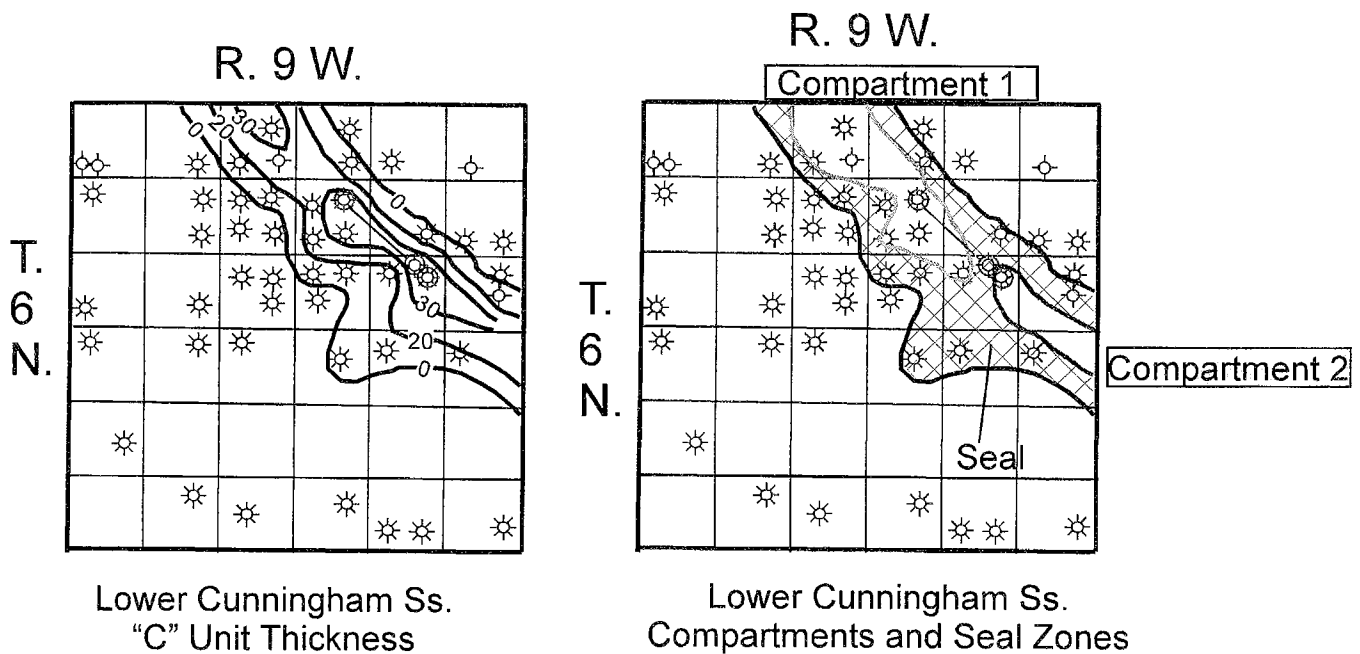 R. 9 W.
T.
6
N.
0
20
30
0
30
20
0
Lower Cunningham Ss.
“C” Unit Thickness
R. 9 W.
Compartment 1
T.
6
N.
Compartment 2
Seal
Lower Cunningham Ss.
Compartments and Seal Zones